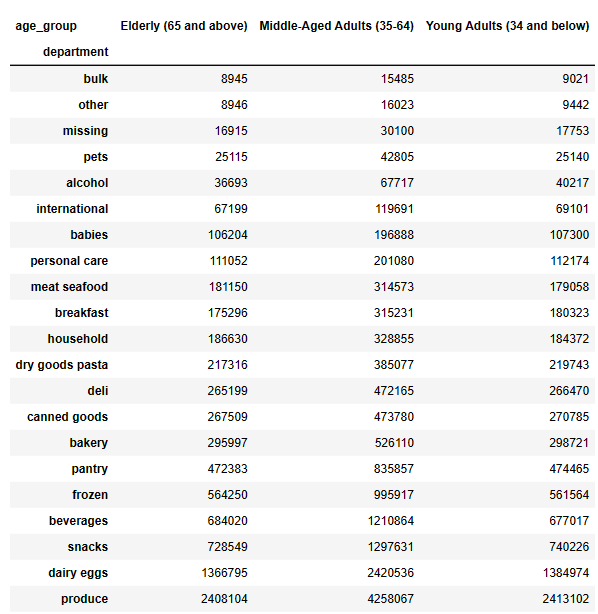 age_group Elderly (65 and above) Middle-Aged Adults (35-64) Young Adults (34 and below)
department
bulk 8945 15485 9021
other 8946 16023 9442
missing 16915 30100 17753
pets 25115 42805 25140
alcohol 36693 67717 40217
international 67199 119691 69101
babies 106204 196888 107300
personal care 111052 201080 112174
meat seafood 181150 314573 179058
breakfast 175296 315231 180323
household 186630 328855 184372
dry goods pasta 217316 385077 219743
deli 265199 472165 266470
canned goods 267509 473780 270785
bakery 295997 526110 298721
pantry 472383 835857 474465
frozen 564250 995917 561564
beverages 684020 1210864 677017
snacks 728549 1297631 740226
dairy eggs 1366795 2420536 1384974
produce 2408104 4258067 2413102